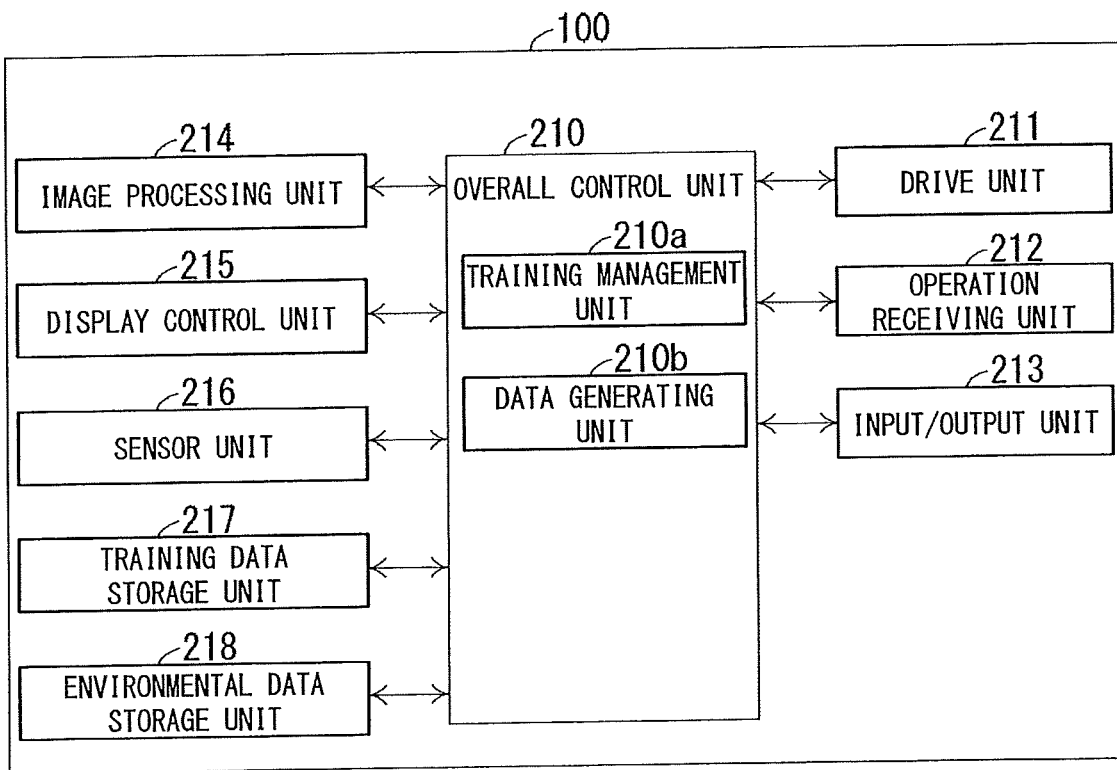 100
214
IMAGE PROCESSING UNIT
215
DISPLAY CONTROL UNIT
216
SENSOR UNIT
217
TRAINING DATA
STORAGE UNIT
218
ENVIRONMENTAL DATA
STORAGE UNIT
210
OVERALL CONTROL UNIT
210a
TRAINING MANAGEMENT
UNIT
210b
DATA GENERATING
UNIT
211
DRIVE UNIT
212
OPERATION
RECEIVING UNIT
213
INPUT/OUTPUT UNIT